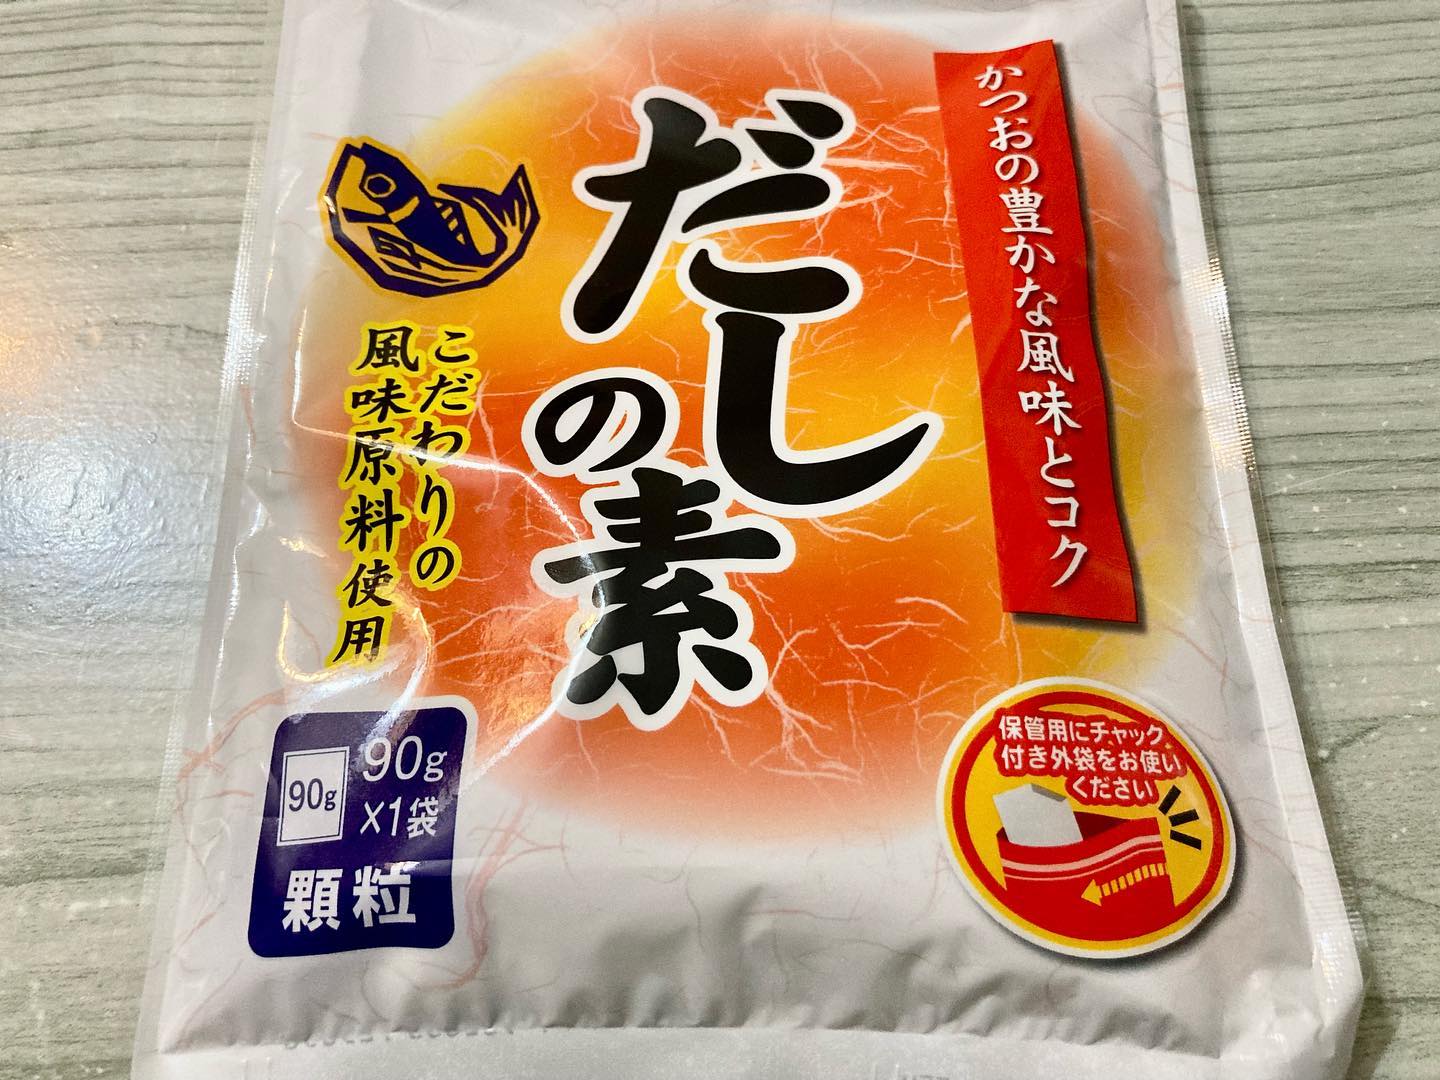 かつおの豊かな風味とコク
だし
の素
こだわりの
風味原料使用
90g
90g
×1袋
顆粒
保管用にチャック
付き外袋をお使い
ください